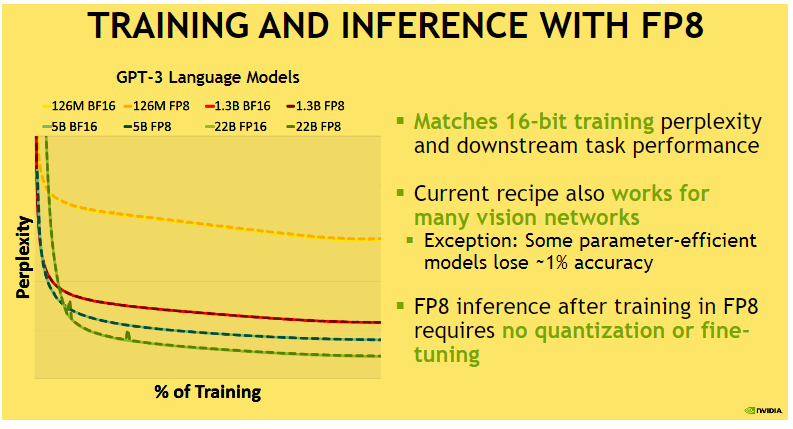 TRAINING AND INFERENCE WITH FP8
GPT-3 Language Models
126M BF16 126M FP8 1.3B BF16 1.3B FP8
5B BF16 5B FP8 22B FP16 22B FP8
Perplexity
% of Training
▪ Matches 16-bit training perplexity
and downstream task performance
▪ Current recipe also works for
many vision networks
▪ Exception: Some parameter-efficient
models lose ~1% accuracy
▪ FP8 inference after training in FP8
requires no quantization or fine-
tuning
NVIDIA